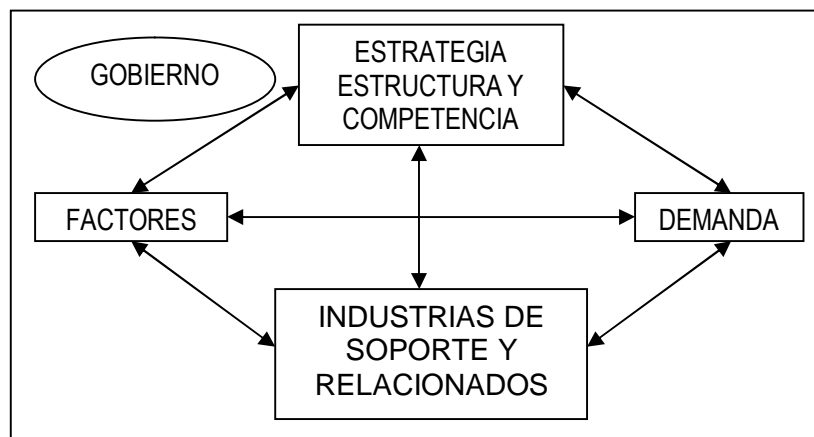 GOBIERNO
ESTRATEGIA
ESTRUCTURA Y
COMPETENCIA
FACTORES
DEMANDA
INDUSTRIAS DE
SOPORTE Y
RELACIONADOS